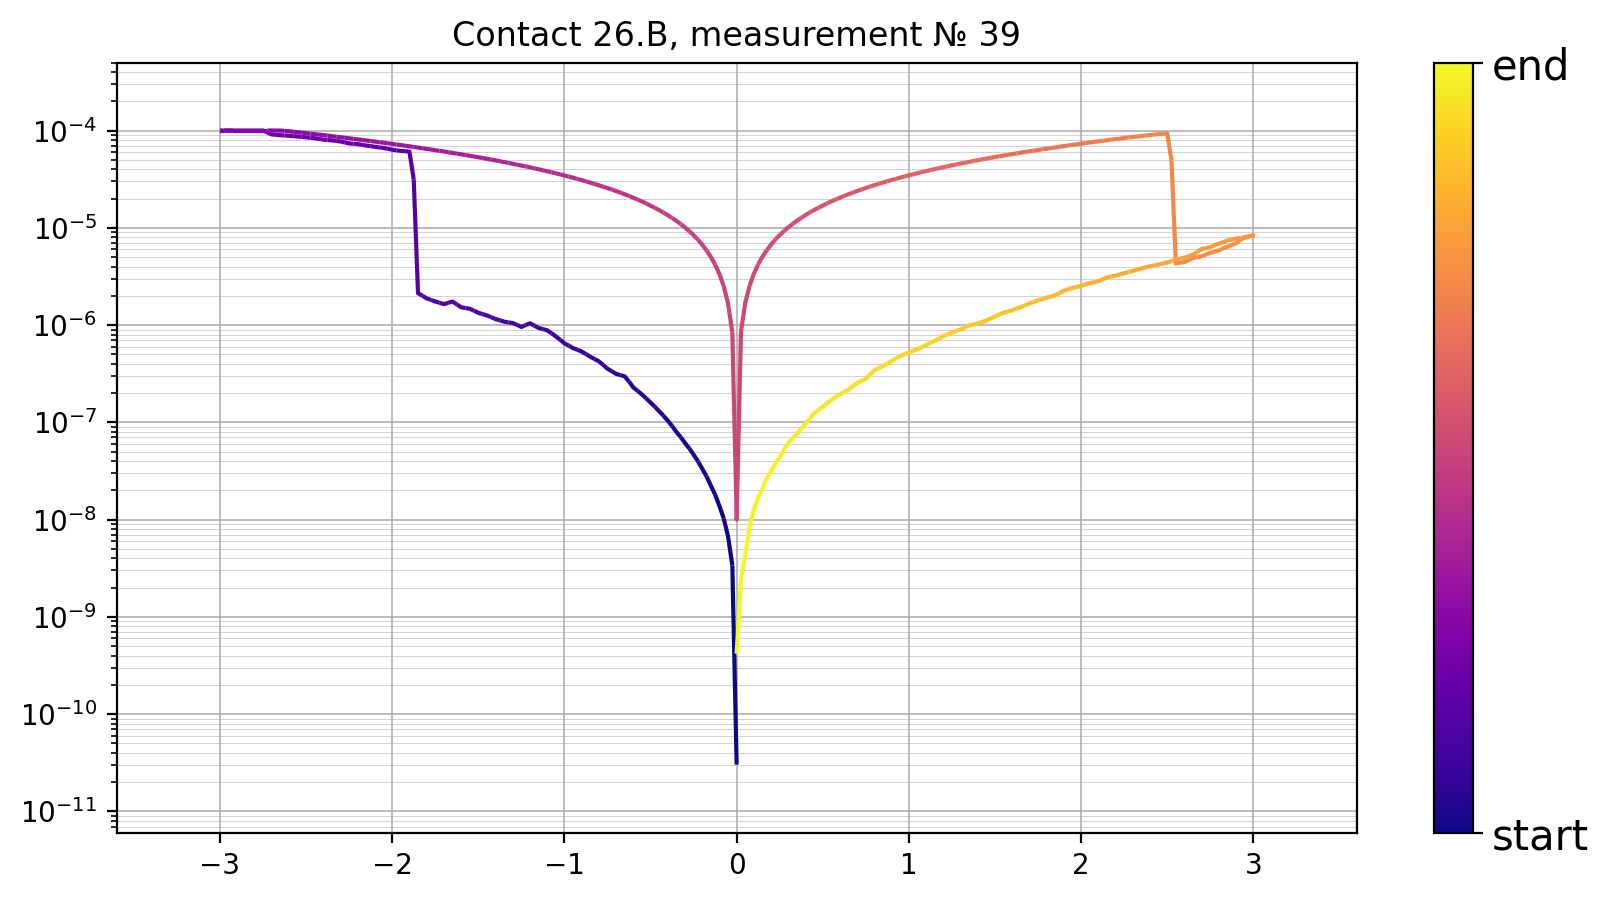 Contact 26.B, measurement № 39
10⁻⁴
10⁻⁵
10⁻⁶
10⁻⁷
10⁻⁸
10⁻⁹
10⁻¹⁰
10⁻¹¹
−3 −2 −1 0 1 2 3
end
start